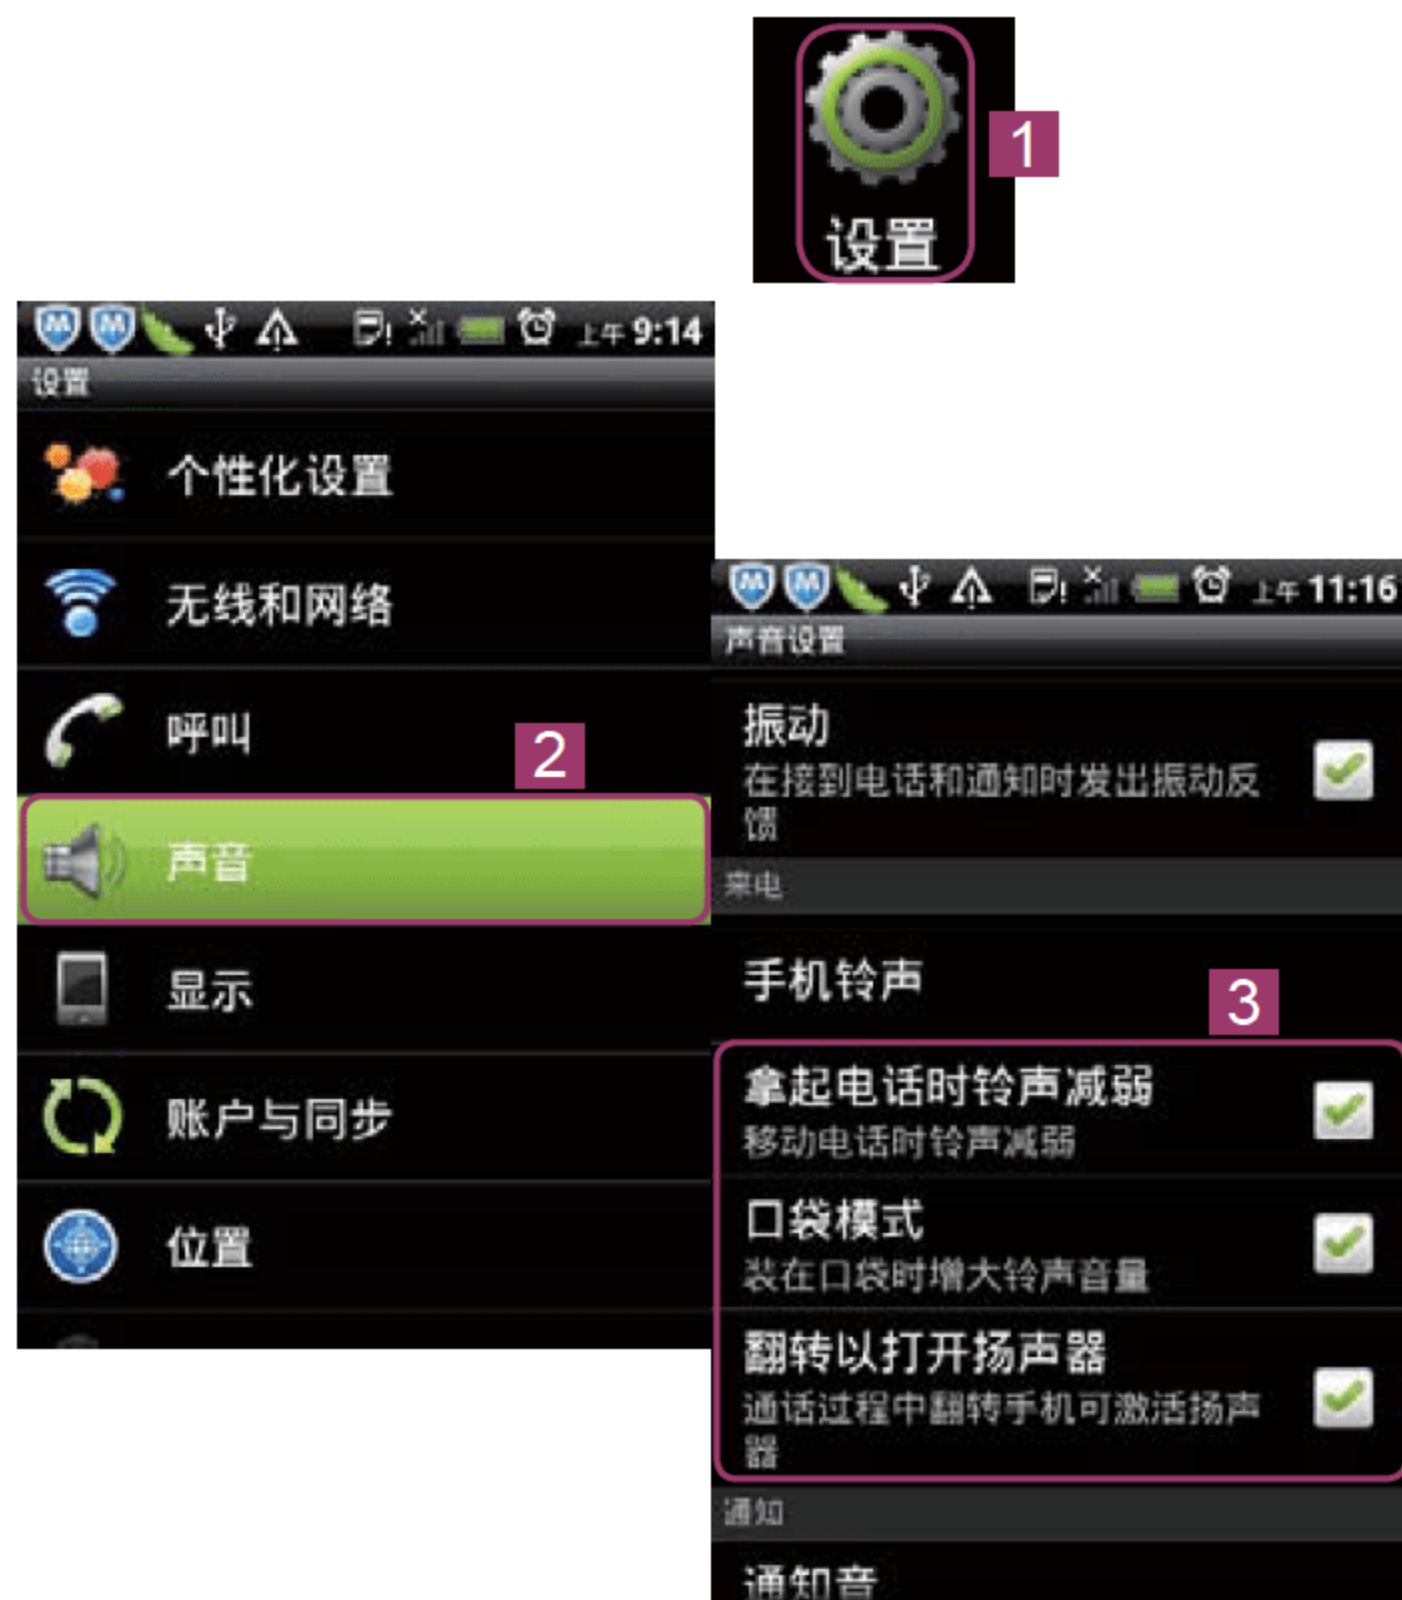 设置
1
上午 9:14
设置
个性化设置
无线和网络
呼叫
2
声音
显示
账户与同步
位置
上午 11:16
声音设置
振动
在接到电话和通知时发出振动反
馈
来电
手机铃声
3
拿起电话时铃声减弱
移动电话时铃声减弱
口袋模式
装在口袋时增大铃声音量
翻转以打开扬声器
通话过程中翻转手机可激活扬声
器
通知
通知音